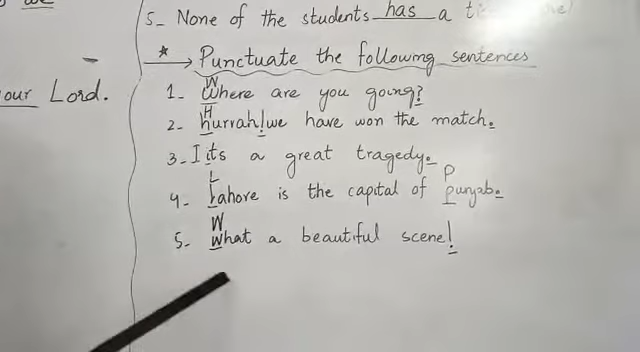 5- None of the students has a
* → Punctuate the following sentences
our Lord.
W
1- Where are you going?
H
2- hurrah! we have won the match.
3- Its a great tragedy.
L P
4- lahore is the capital of punjab.
W
5- what a beautiful scene!